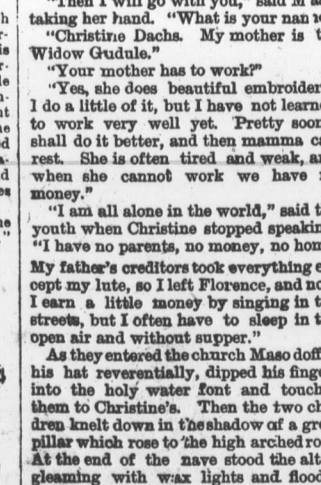 "Then I will go with you," said M
taking her hand. "What is your nam
"Christine Dachs. My mother is t
Widow Gudule."
"Your mother has to work?"
"Yes, she does beautiful embroider
I do a little of it, but I have not learne
to work very well yet. Pretty soon
shall do it better, and then mamma ca
rest. She is often tired and weak, an
when she cannot work we have
money."
"I am all alone in the world," said t
youth when Christine stopped speakin
"I have no parents, no money, no hom
My father's creditors took everything e
cept my lute, so I left Florence, and no
I earn a little money by singing in t
streets, but I often have to sleep in t
open air and without supper."
As they entered the church Maso doff
his hat reverentially, dipped his finge
into the holy water font and touch
them to Christine's. Then the two ch
dren knelt down in the shadow of a gre
pillar which rose to the high arched ro
At the end of the nave stood the alt
gleaming with wax lights and flood